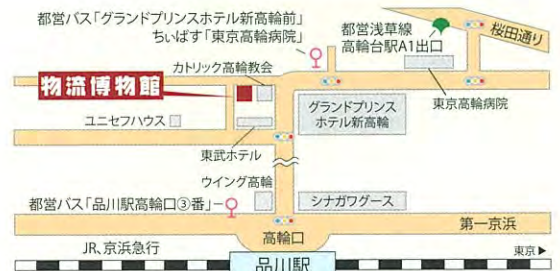 都営バス「グランドプリンスホテル新高輪前」
ちぃばす「東京高輪病院」
都営浅草線
高輪台駅A1出口
桜田通り
カトリック高輪教会
物流博物館
グランドプリンス
ホテル新高輪
東京高輪病院
ユニセフハウス
東武ホテル
ウイング高輪
都営バス「品川駅高輪口③番」
シナガワグース
第一京浜
高輪口
JR、京浜急行
東京▶
品川駅